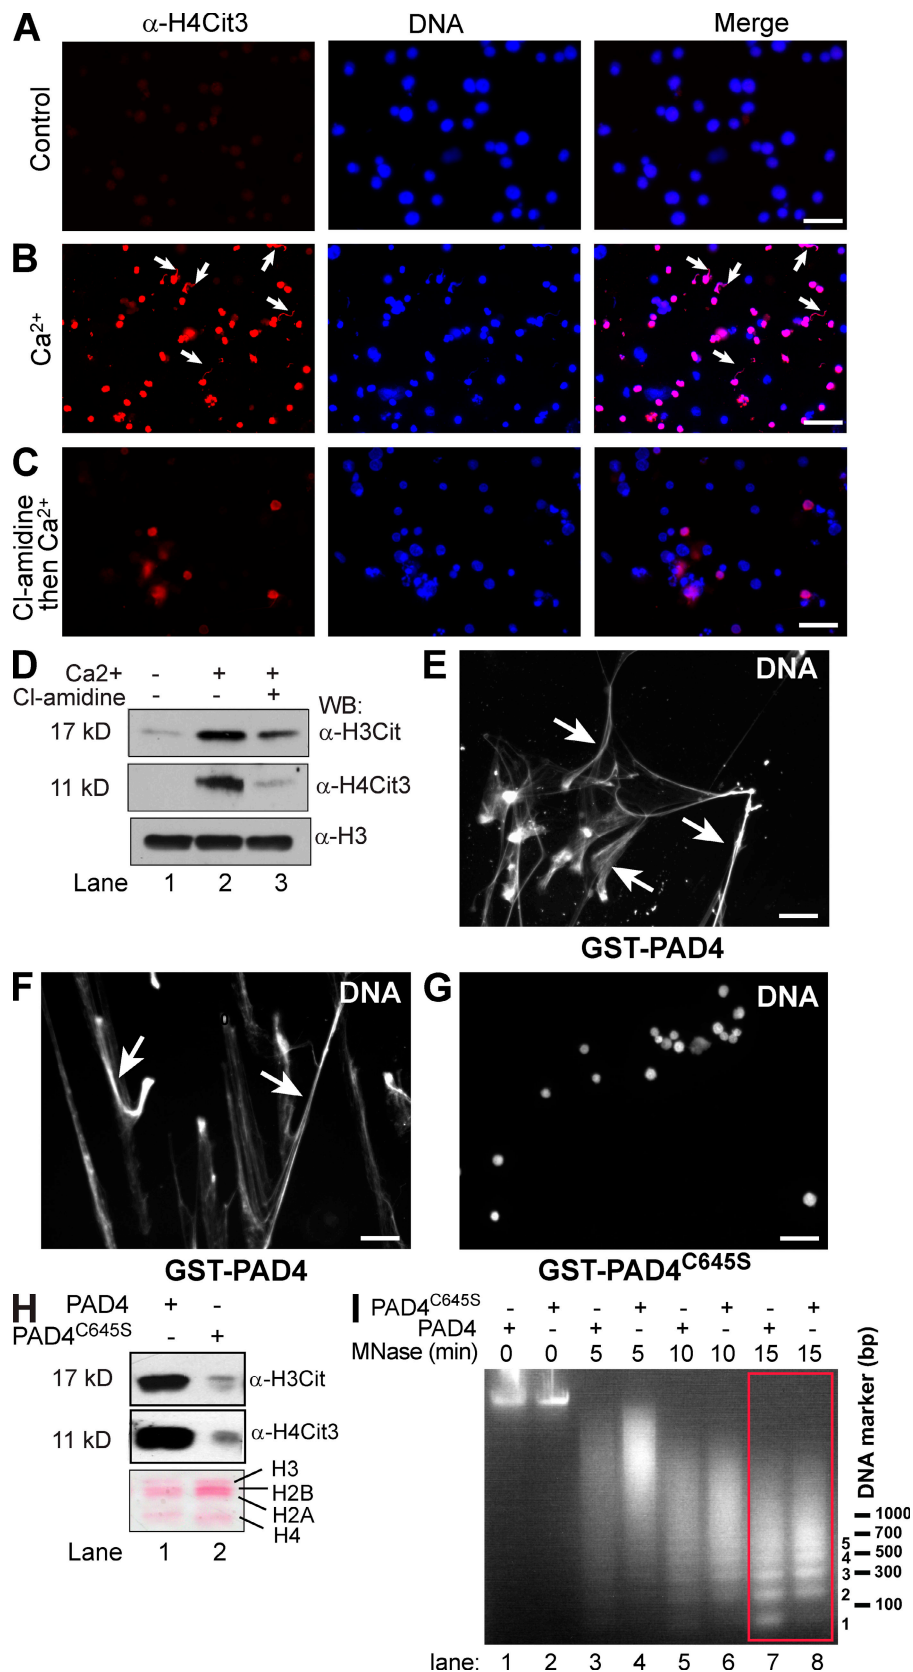 A α-H4Cit3 DNA Merge
Control
B
Ca2+
C
Cl-amidine
then Ca2+
D Ca2+ - + +
Cl-amidine - - +
WB:
17 kD α-H3Cit
11 kD α-H4Cit3
α-H3
Lane 1 2 3
E DNA
GST-PAD4
F DNA
GST-PAD4
G DNA
GST-PAD4C645S
H PAD4 + -
PAD4C645S - +
17 kD α-H3Cit
11 kD α-H4Cit3
H3
H2B
H2A
H4
Lane 1 2
I PAD4C645S - + - + - + - +
PAD4 + - + - + - + -
MNase (min) 0 0 5 5 10 10 15 15
DNA marker (bp)
1000
700
5
500
4
300
3
2
100
1
lane: 1 2 3 4 5 6 7 8